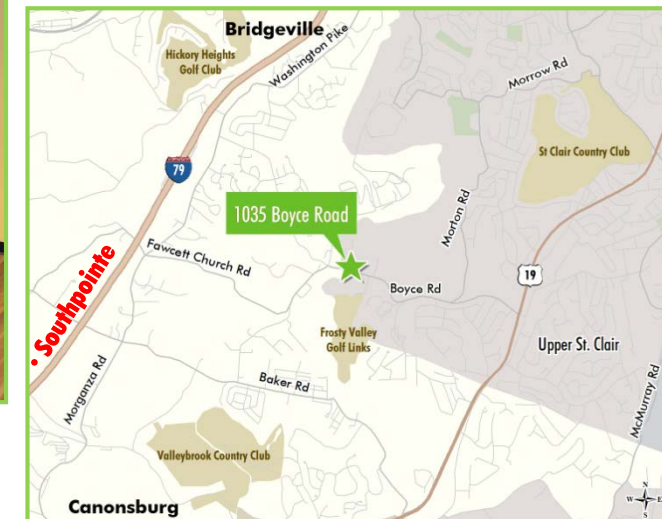 Bridgeville
Hickory Heights
Golf Club
Washington Pike
Morrow Rd
St Clair Country Club
79
1035 Boyce Road
Morton Rd
Fawcett Church Rd
• Southpointe
19
Boyce Rd
Frosty Valley
Golf Links
Upper St. Clair
Morganza Rd
Baker Rd
McMurray Rd
Valleybrook Country Club
Canonsburg
N
W E
S